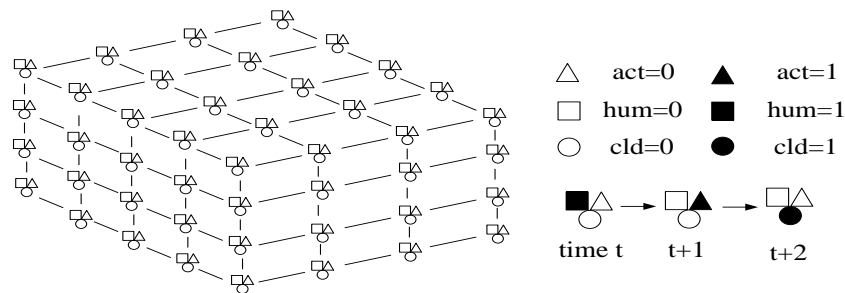 act=0 act=1
hum=0 hum=1
cld=0 cld=1
time t t+1 t+2